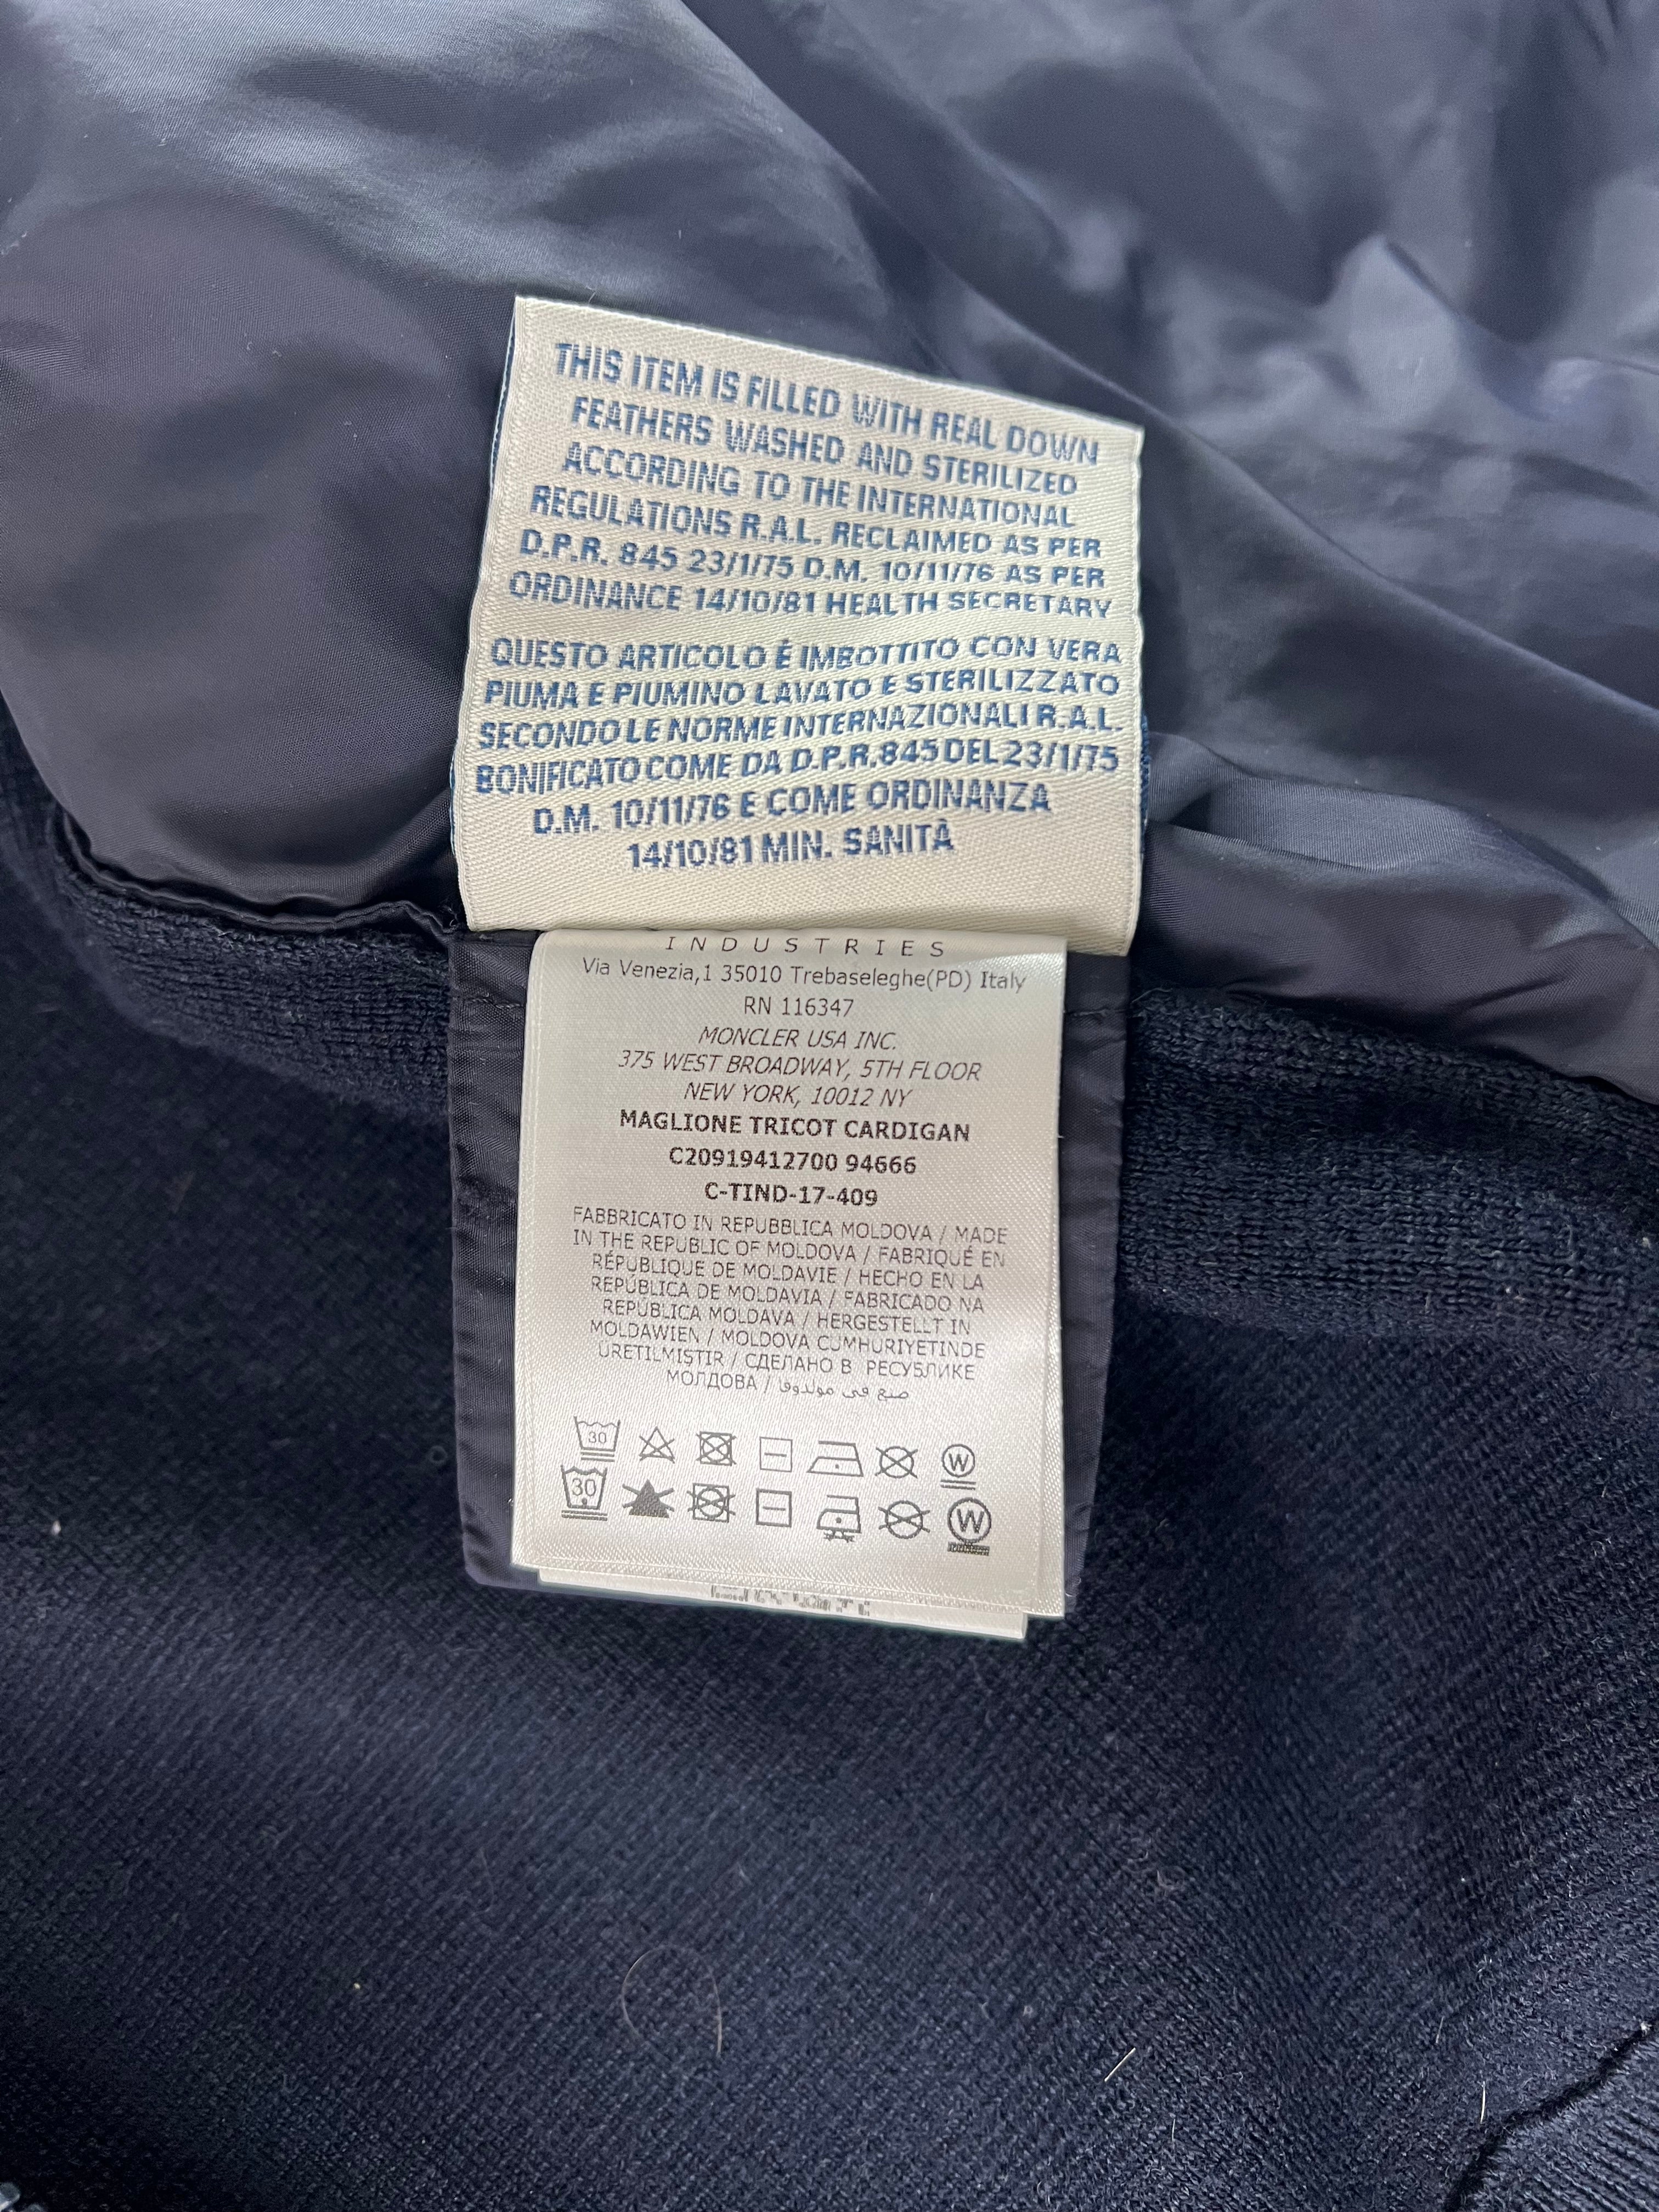 THIS ITEM IS FILLED WITH REAL DOWN
FEATHERS WASHED AND STERILIZED
ACCORDING TO THE INTERNATIONAL
REGULATIONS R.A.L. RECLAIMED AS PER
D.P.R. 845 23/1/75 D.M. 10/11/76 AS PER
ORDINANCE 14/10/81 HEALTH SECRETARY
QUESTO ARTICOLO É IMBOTTITO CON VERA
PIUMA E PIUMINO LAVATO E STERILIZZATO
SECONDO LE NORME INTERNAZIONALI R.A.L.
BONIFICATO COME DA D.P.R.845 DEL 23/1/75
D.M. 10/11/76 E COME ORDINANZA
14/10/81 MIN. SANITÀ
INDUSTRIES
Via Venezia,1 35010 Trebaseleghe(PD) Italy
RN 116347
MONCLER USA INC.
375 WEST BROADWAY, 5TH FLOOR
NEW YORK, 10012 NY
MAGLIONE TRICOT CARDIGAN
C20919412700 94666
C-TIND-17-409
FABBRICATO IN REPUBBLICA MOLDOVA / MADE
IN THE REPUBLIC OF MOLDOVA / FABRIQUÉ EN
RÉPUBLIQUE DE MOLDAVIE / HECHO EN LA
REPÚBLICA DE MOLDAVIA / FABRICADO NA
REPÚBLICA MOLDAVA / HERGESTELLT IN
MOLDAWIEN / MOLDOVA CUMHURIYETINDE
ÜRETILMIŞTIR / СДЕЛАНО В РЕСУБЛИКЕ
МОЛДОВА / صنع في مولدوفا
30 W
30 W